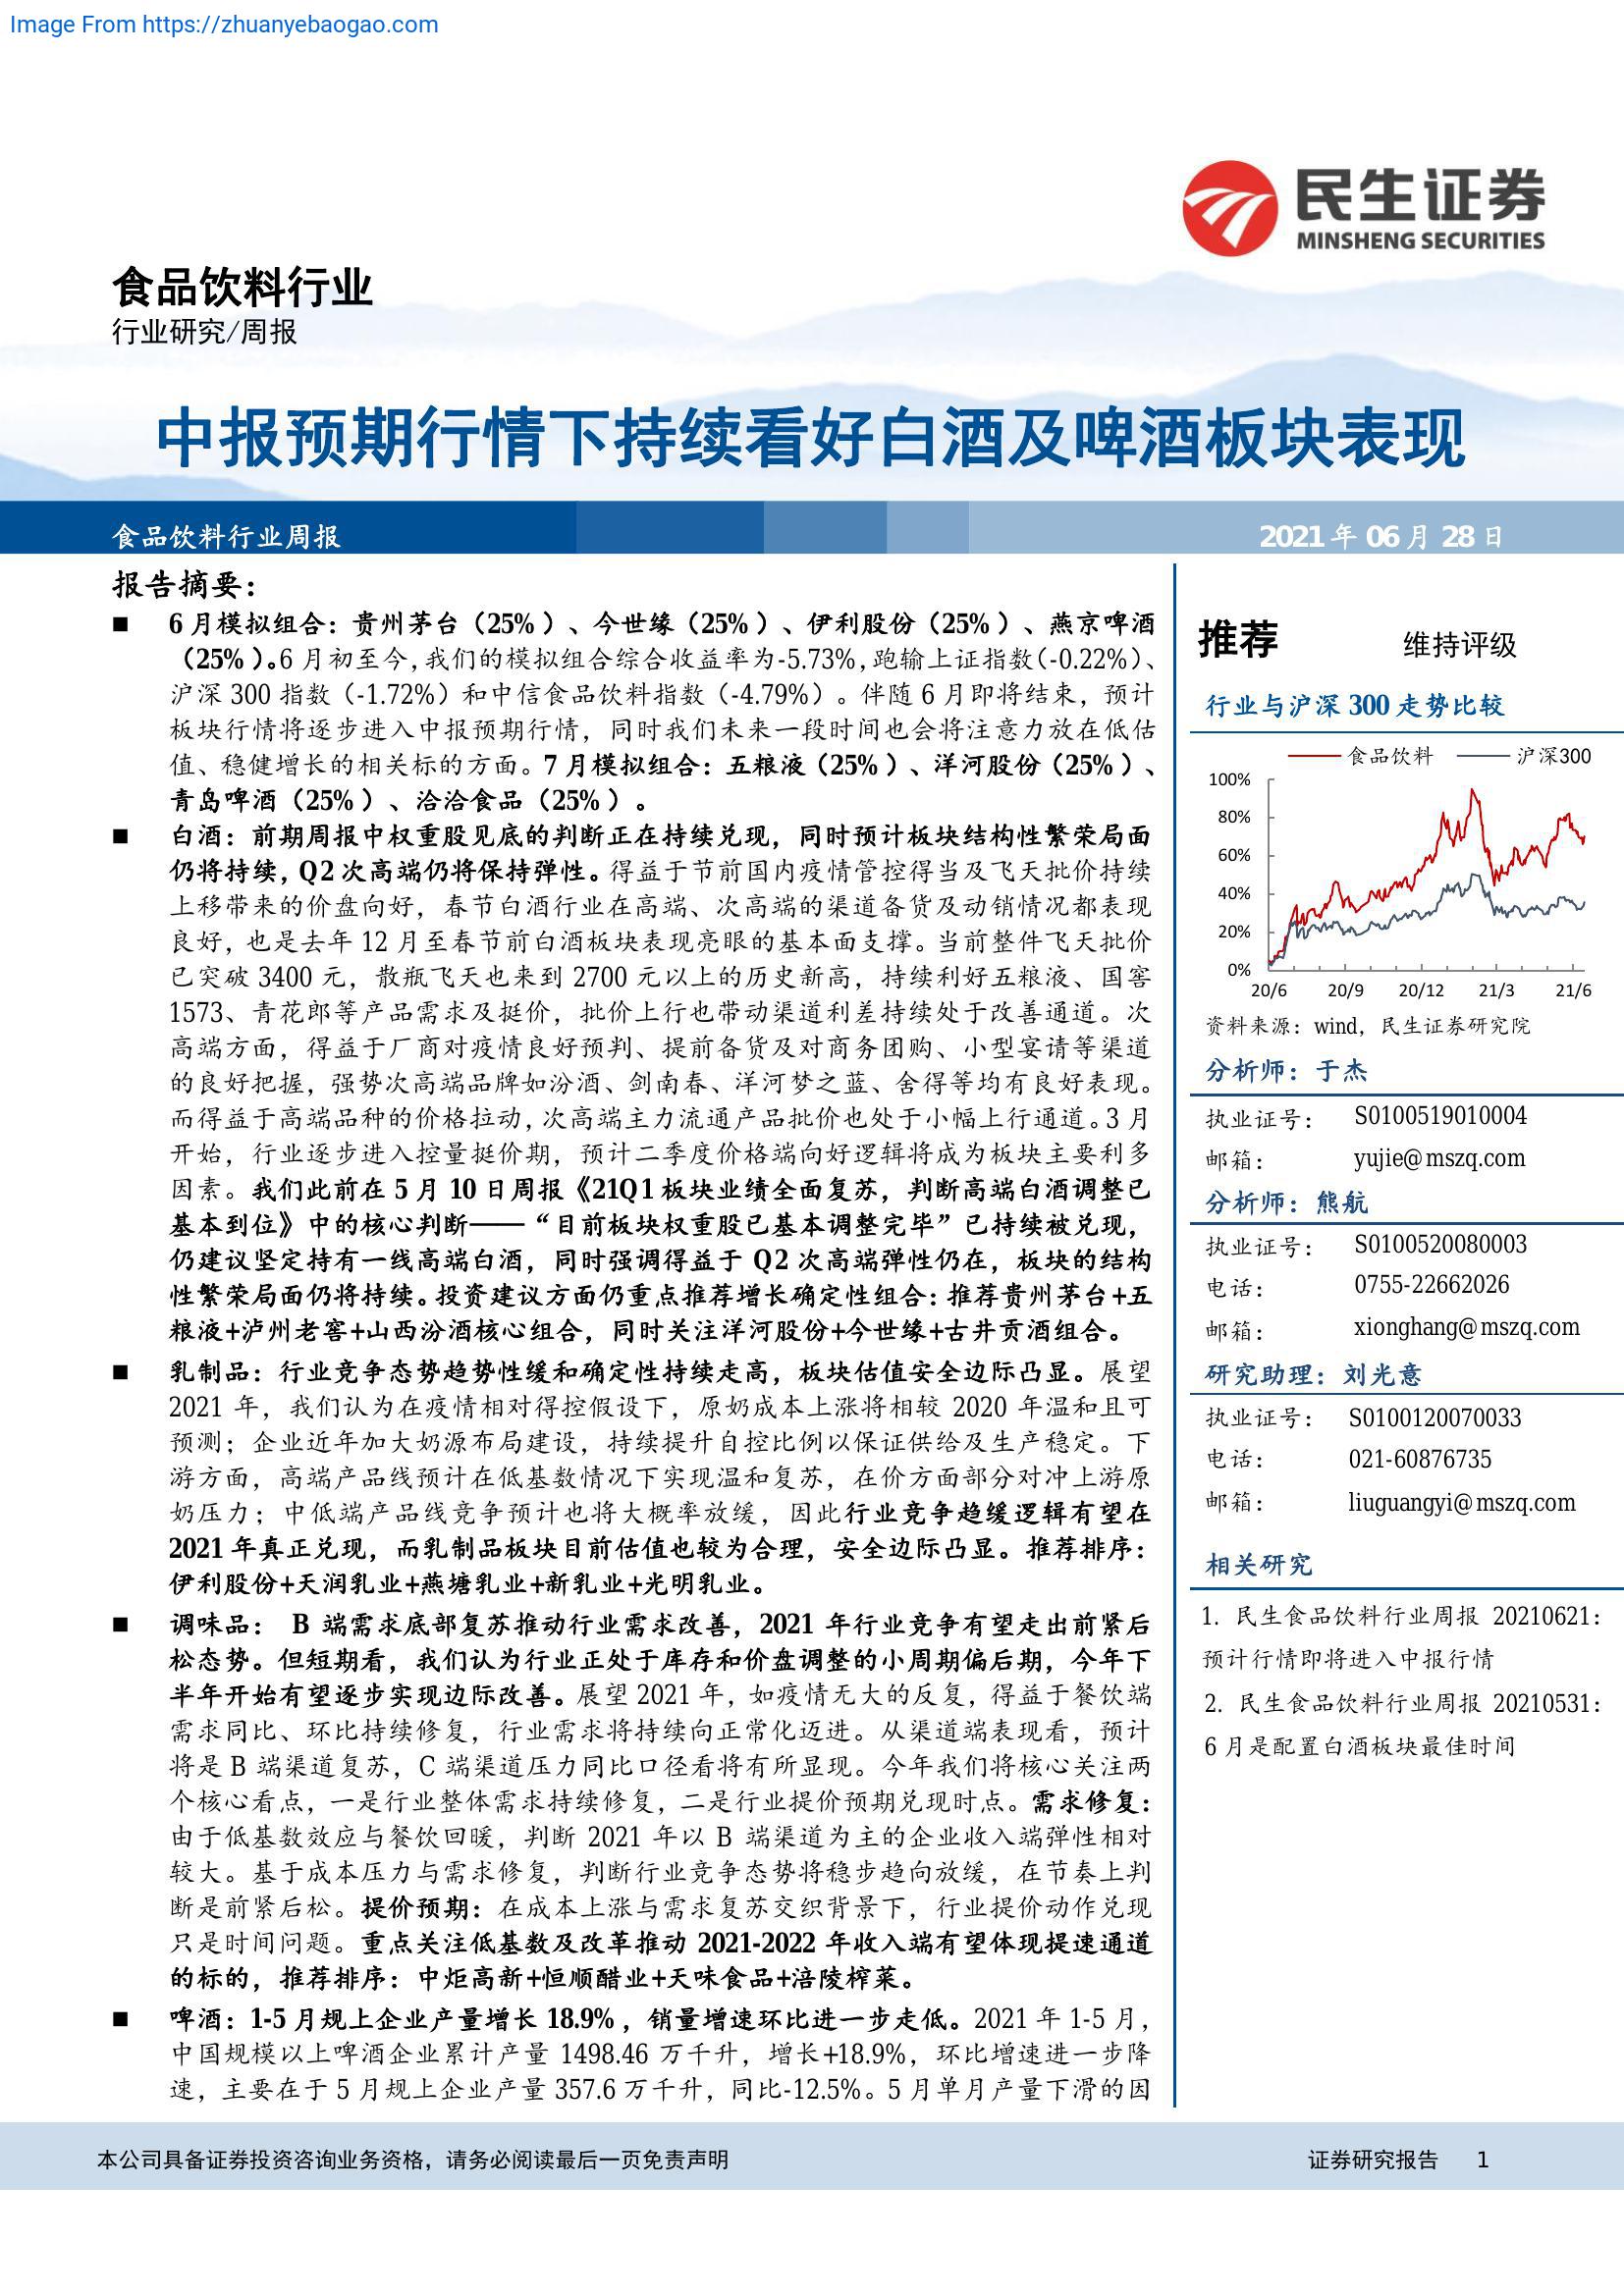 Image From https://zhuanyebaogao.com
民生证券
MINSHENG SECURITIES
食品饮料行业
行业研究/周报
中报预期行情下持续看好白酒及啤酒板块表现
食品饮料行业周报
2021 年 06 月 28 日
报告摘要：
■ 6 月模拟组合：贵州茅台（25%）、今世缘（25%）、伊利股份（25%）、燕京啤酒
（25%）。6 月初至今，我们的模拟组合综合收益率为-5.73%，跑输上证指数（-0.22%）、
沪深 300 指数（-1.72%）和中信食品饮料指数（-4.79%）。伴随 6 月即将结束，预计
板块行情将逐步进入中报预期行情，同时我们未来一段时间也会将注意力放在低估
值、稳健增长的相关标的方面。7 月模拟组合：五粮液（25%）、洋河股份（25%）、
青岛啤酒（25%）、洽洽食品（25%）。
■ 白酒：前期周报中权重股见底的判断正在持续兑现，同时预计板块结构性繁荣局面
仍将持续，Q2 次高端仍将保持弹性。得益于节前国内疫情管控得当及飞天批价持续
上移带来的价盘向好，春节白酒行业在高端、次高端的渠道备货及动销情况都表现
良好，也是去年 12 月至春节前白酒板块表现亮眼的基本面支撑。当前整件飞天批价
已突破 3400 元，散瓶飞天也来到 2700 元以上的历史新高，持续利好五粮液、国窖
1573、青花郎等产品需求及挺价，批价上行也带动渠道利差持续处于改善通道。次
高端方面，得益于厂商对疫情良好预判、提前备货及对商务团购、小型宴请等渠道
的良好把握，强势次高端品牌如汾酒、剑南春、洋河梦之蓝、舍得等均有良好表现。
而得益于高端品种的价格拉动，次高端主力流通产品批价也处于小幅上行通道。3 月
开始，行业逐步进入控量挺价期，预计二季度价格端向好逻辑将成为板块主要利多
因素。我们此前在 5 月 10 日周报《21Q1 板块业绩全面复苏，判断高端白酒调整已
基本到位》中的核心判断——“目前板块权重股已基本调整完毕”已持续被兑现，
仍建议坚定持有一线高端白酒，同时强调得益于 Q2 次高端弹性仍在，板块的结构
性繁荣局面仍将持续。投资建议方面仍重点推荐增长确定性组合：推荐贵州茅台+五
粮液+泸州老窖+山西汾酒核心组合，同时关注洋河股份+今世缘+古井贡酒组合。
■ 乳制品：行业竞争态势趋势性缓和确定性持续走高，板块估值安全边际凸显。展望
2021 年，我们认为在疫情相对得控假设下，原奶成本上涨将相较 2020 年温和且可
预测；企业近年加大奶源布局建设，持续提升自控比例以保证供给及生产稳定。下
游方面，高端产品线预计在低基数情况下实现温和复苏，在价方面部分对冲上游原
奶压力；中低端产品线竞争预计也将大概率放缓，因此行业竞争趋缓逻辑有望在
2021 年真正兑现，而乳制品板块目前估值也较为合理，安全边际凸显。推荐排序：
伊利股份+天润乳业+燕塘乳业+新乳业+光明乳业。
■ 调味品： B 端需求底部复苏推动行业需求改善，2021 年行业竞争有望走出前紧后
松态势。但短期看，我们认为行业正处于库存和价盘调整的小周期偏后期，今年下
半年开始有望逐步实现边际改善。展望 2021 年，如疫情无大的反复，得益于餐饮端
需求同比、环比持续修复，行业需求将持续向正常化迈进。从渠道端表现看，预计
将是 B 端渠道复苏，C 端渠道压力同比口径看将有所显现。今年我们将核心关注两
个核心看点，一是行业整体需求持续修复，二是行业提价预期兑现时点。需求修复：
由于低基数效应与餐饮回暖，判断 2021 年以 B 端渠道为主的企业收入端弹性相对
较大。基于成本压力与需求修复，判断行业竞争态势将稳步趋向放缓，在节奏上判
断是前紧后松。提价预期：在成本上涨与需求复苏交织背景下，行业提价动作兑现
只是时间问题。重点关注低基数及改革推动 2021-2022 年收入端有望体现提速通道
的标的，推荐排序：中炬高新+恒顺醋业+天味食品+涪陵榨菜。
■ 啤酒：1-5 月规上企业产量增长 18.9%，销量增速环比进一步走低。2021 年 1-5 月，
中国规模以上啤酒企业累计产量 1498.46 万千升，增长+18.9%，环比增速进一步降
速，主要在于 5 月规上企业产量 357.6 万千升，同比-12.5%。5 月单月产量下滑的因
推荐 维持评级
行业与沪深 300 走势比较
食品饮料 沪深300
100%
80%
60%
40%
20%
0%
20/6 20/9 20/12 21/3 21/6
资料来源：wind，民生证券研究院
分析师：于杰
执业证号： S0100519010004
邮箱： yujie@mszq.com
分析师：熊航
执业证号： S0100520080003
电话： 0755-22662026
邮箱： xionghang@mszq.com
研究助理：刘光意
执业证号： S0100120070033
电话： 021-60876735
邮箱： liuguangyi@mszq.com
相关研究
1. 民生食品饮料行业周报 20210621：
预计行情即将进入中报行情
2. 民生食品饮料行业周报 20210531：
6 月是配置白酒板块最佳时间
本公司具备证券投资咨询业务资格，请务必阅读最后一页免责声明
证券研究报告 1